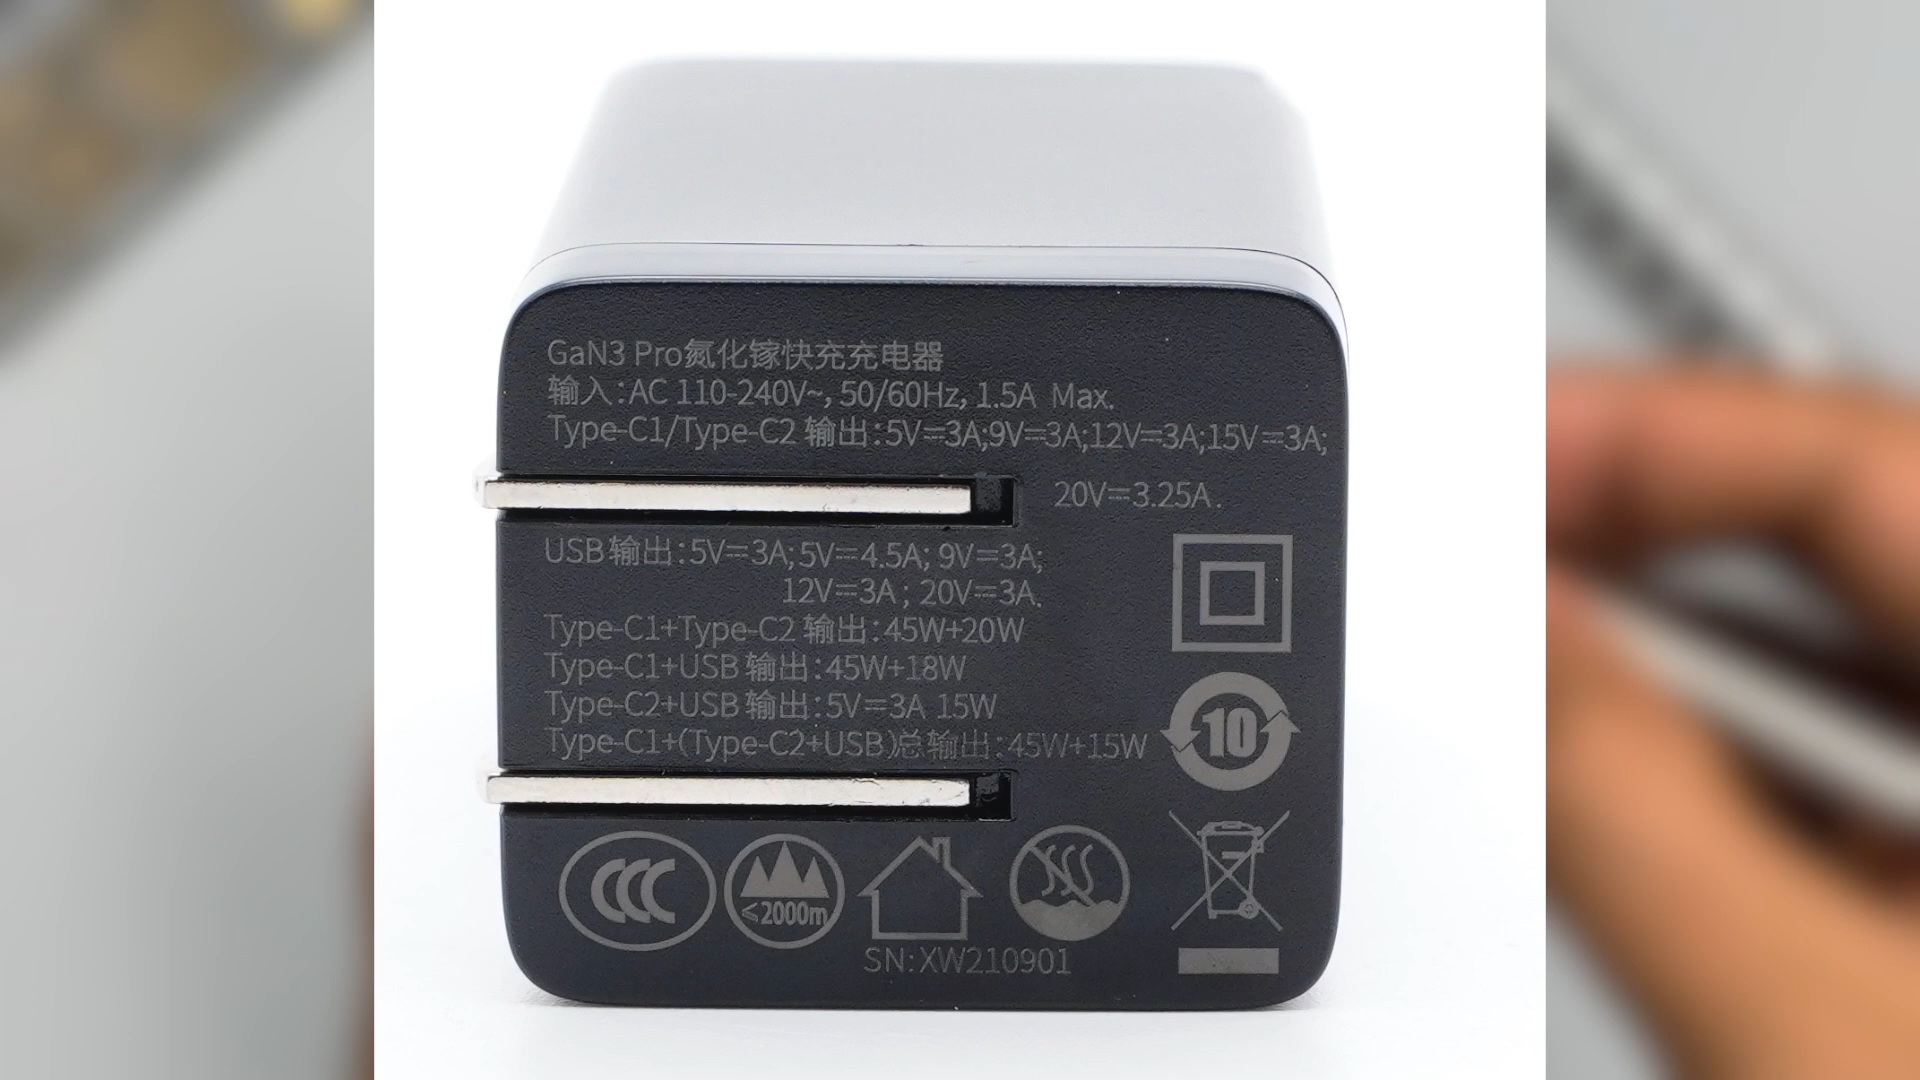 GaN3 Pro氮化镓快充充电器
输入:AC 110-240V~, 50/60Hz, 1.5A Max.
Type-C1/Type-C2 输出:5V⎓3A;9V⎓3A;12V⎓3A;15V⎓3A;
20V⎓3.25A.
USB输出:5V⎓3A;5V⎓4.5A; 9V⎓3A;
12V⎓3A; 20V⎓3A.
Type-C1+Type-C2 输出:45W+20W
Type-C1+USB 输出:45W+18W
Type-C2+USB 输出:5V⎓3A 15W
Type-C1+(Type-C2+USB)总输出:45W+15W
10
CCC
≤2000m
SN:XW210901